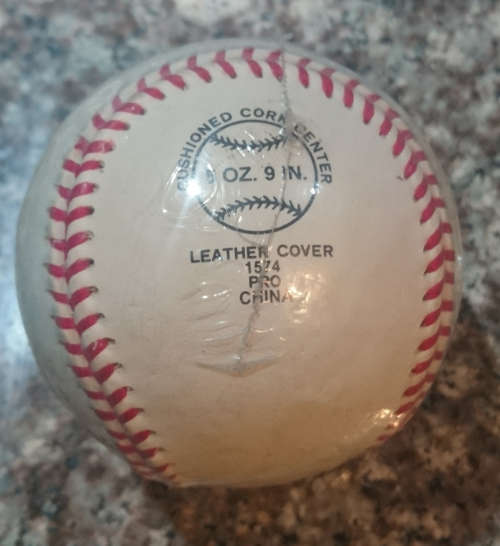 CUSHIONED CORK CENTER
OZ. 9 IN.
LEATHER COVER
1574
PRO
CHINA